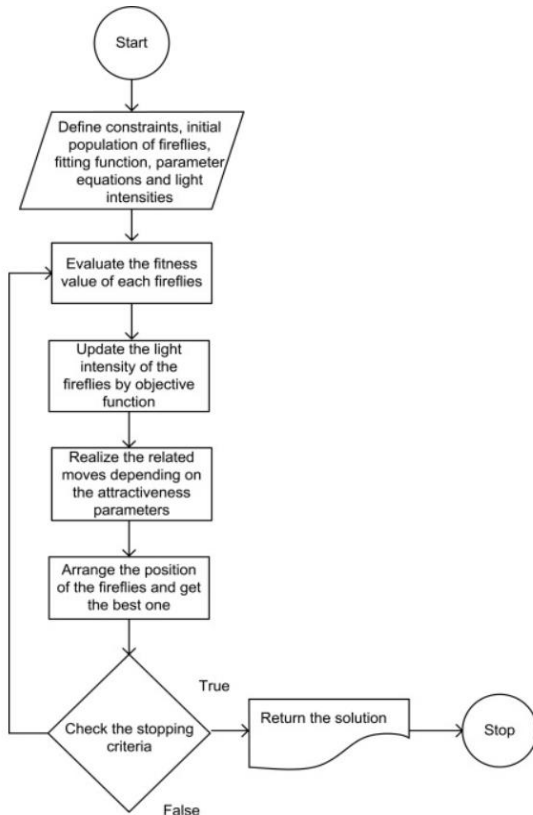 Start
Define constraints, initial
population of fireflies,
fitting function, parameter
equations and light
intensities
Evaluate the fitness
value of each fireflies
Update the light
intensity of the
fireflies by objective
function
Realize the related
moves depending on
the attractiveness
parameters
Arrange the position
of the fireflies and get
the best one
Check the stopping
criteria
True
False
Return the solution
Stop